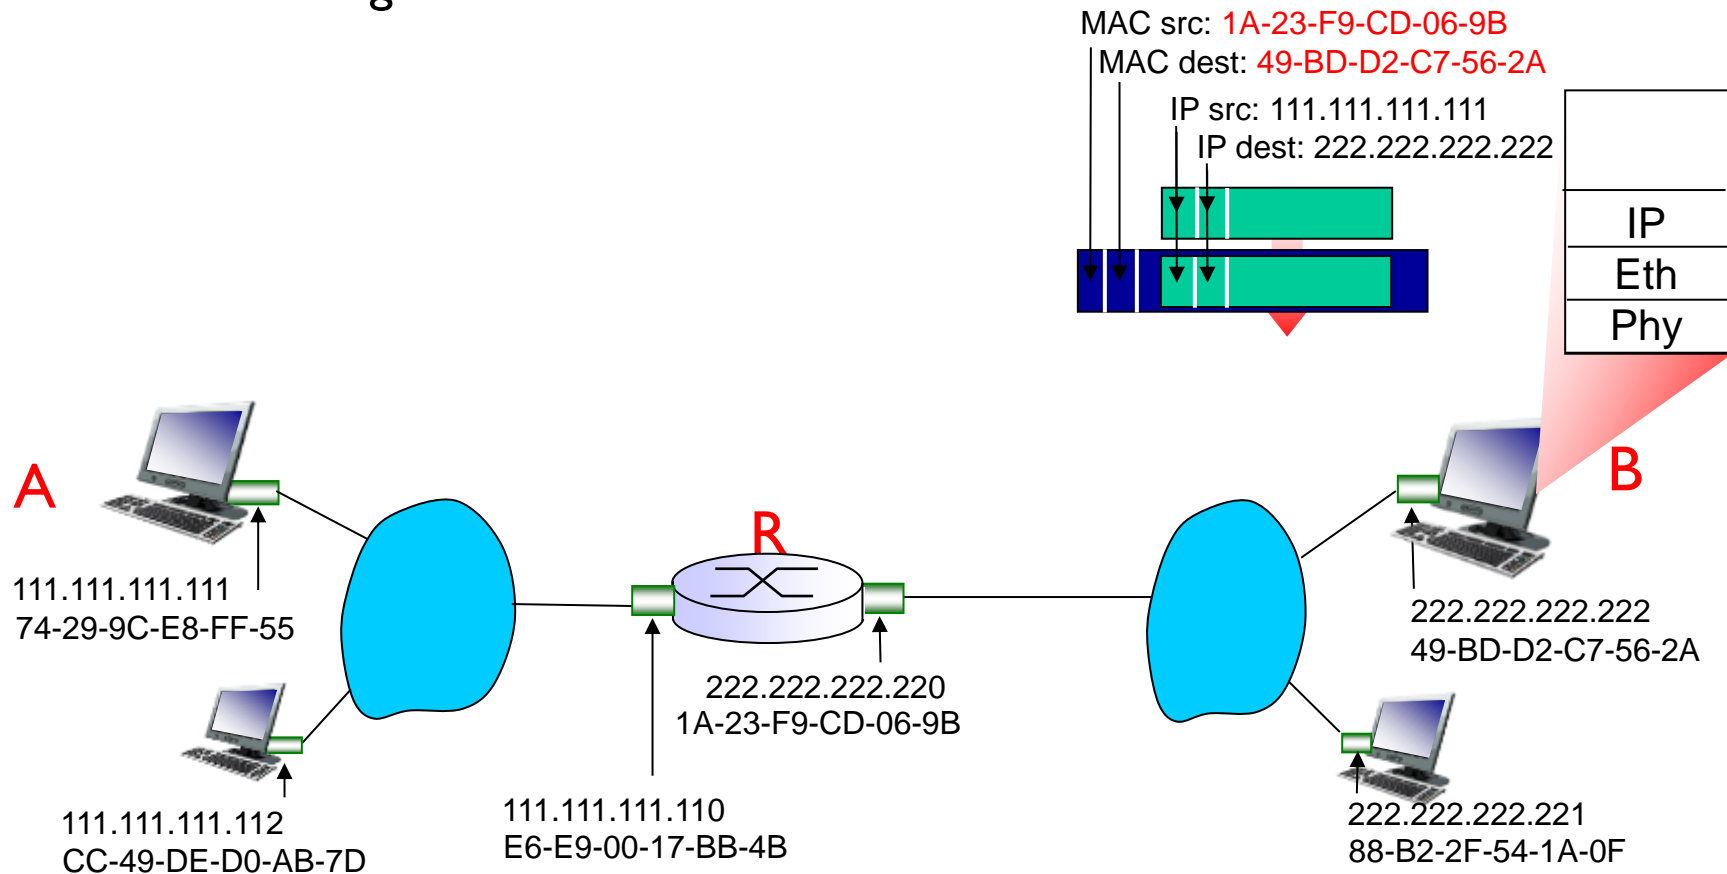 MAC src: 1A-23-F9-CD-06-9B
MAC dest: 49-BD-D2-C7-56-2A
IP src: 111.111.111.111
IP dest: 222.222.222.222
IP
Eth
Phy
A
B
R
111.111.111.111
74-29-9C-E8-FF-55
222.222.222.222
49-BD-D2-C7-56-2A
222.222.222.220
1A-23-F9-CD-06-9B
111.111.111.112
CC-49-DE-D0-AB-7D
111.111.111.110
E6-E9-00-17-BB-4B
222.222.222.221
88-B2-2F-54-1A-0F